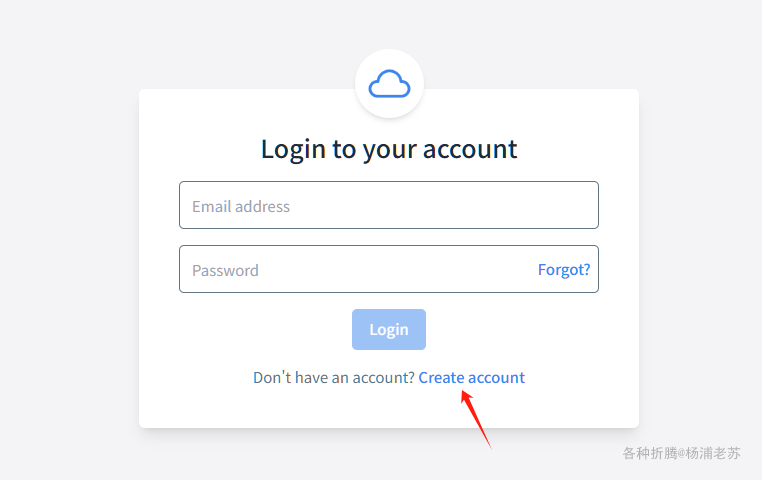 Login to your account
Email address
Password Forgot?
Login
Don't have an account? Create account
各种折腾@杨浦老苏